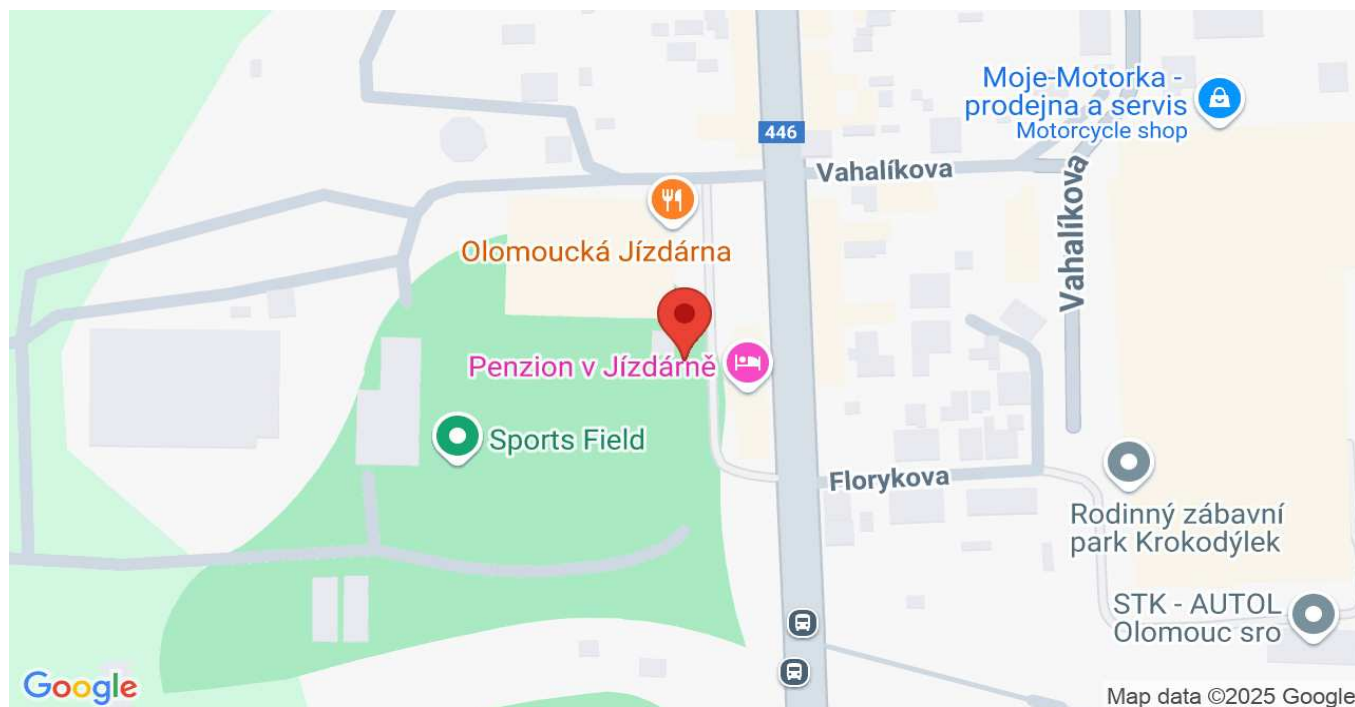 Moje-Motorka -
prodejna a servis
Motorcycle shop
446
Vahalíkova
Vahalíkova
Olomoucká Jízdárna
Penzion v Jízdárně
Sports Field
Florykova
Rodinný zábavní
park Krokodýlek
STK - AUTOL
Olomouc sro
Google
Map data ©2025 Google